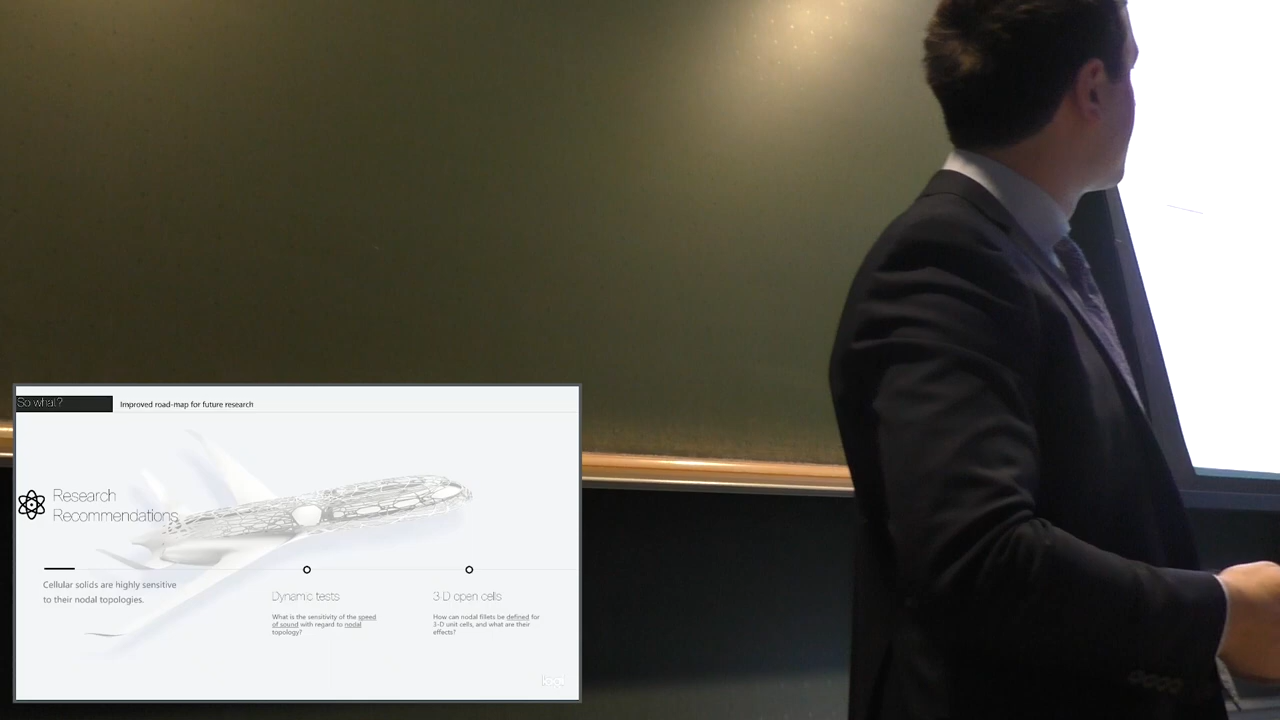 So what?
Improved road-map for future research
Research
Recommendations
Cellular solids are highly sensitive
to their nodal topologies.
Dynamic tests
What is the sensitivity of the speed
of sound with regard to nodal
topology?
3-D open cells
How can nodal fillets be defined for
3-D unit cells, and what are their
effects?
logi